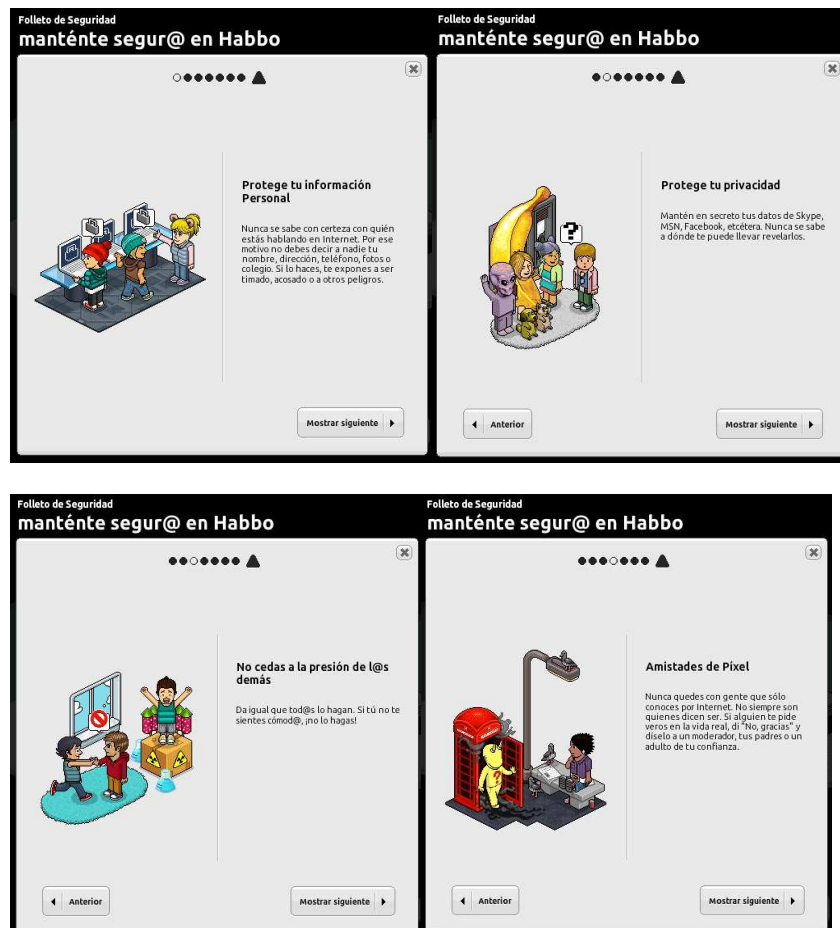 Folleto de Seguridad
manténte segur@ en Habbo
Protege tu información
Personal
Nunca se sabe con certeza con quién
estás hablando en Internet. Por ese
motivo no debes decir a nadie tu
nombre, dirección, teléfono, fotos o
colegio. Si lo haces, te expones a ser
timado, acosado o a otros peligros.
Mostrar siguiente
Folleto de Seguridad
manténte segur@ en Habbo
Protege tu privacidad
Mantén en secreto tus datos de Skype,
MSN, Facebook, etcétera. Nunca se sabe
a dónde te puede llevar revelarlos.
?
Anterior
Mostrar siguiente
Folleto de Seguridad
manténte segur@ en Habbo
No cedas a la presión de l@s
demás
Da igual que tod@s lo hagan. Si tú no te
sientes cómod@, ¡no lo hagas!
Anterior
Mostrar siguiente
Folleto de Seguridad
manténte segur@ en Habbo
Amistades de Píxel
Nunca quedes con gente que sólo
conoces por Internet. No siempre son
quienes dicen ser. Si alguien te pide
veros en la vida real, di "No, gracias" y
díselo a un moderador, tus padres o un
adulto de tu confianza.
?
Anterior
Mostrar siguiente